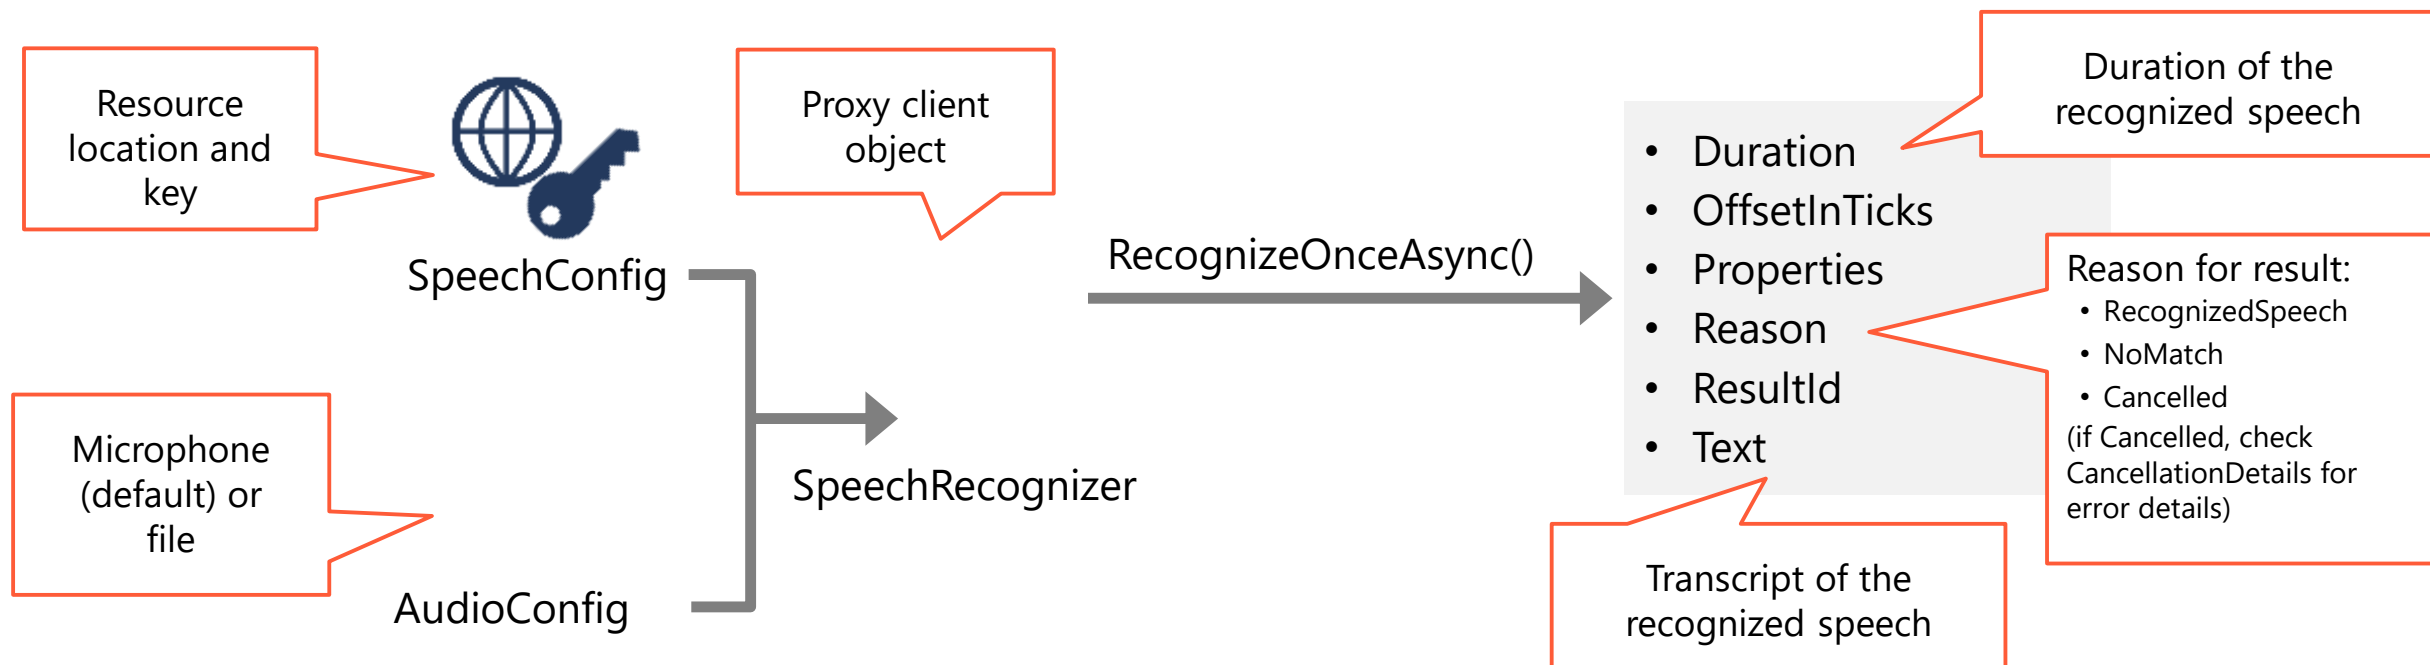 Resource
location and
key
SpeechConfig
Microphone
(default) or
file
AudioConfig
Proxy client
object
SpeechRecognizer
RecognizeOnceAsync()
• Duration
• OffsetInTicks
• Properties
• Reason
• ResultId
• Text
Duration of the
recognized speech
Reason for result:
• RecognizedSpeech
• NoMatch
• Cancelled
(if Cancelled, check
CancellationDetails for
error details)
Transcript of the
recognized speech